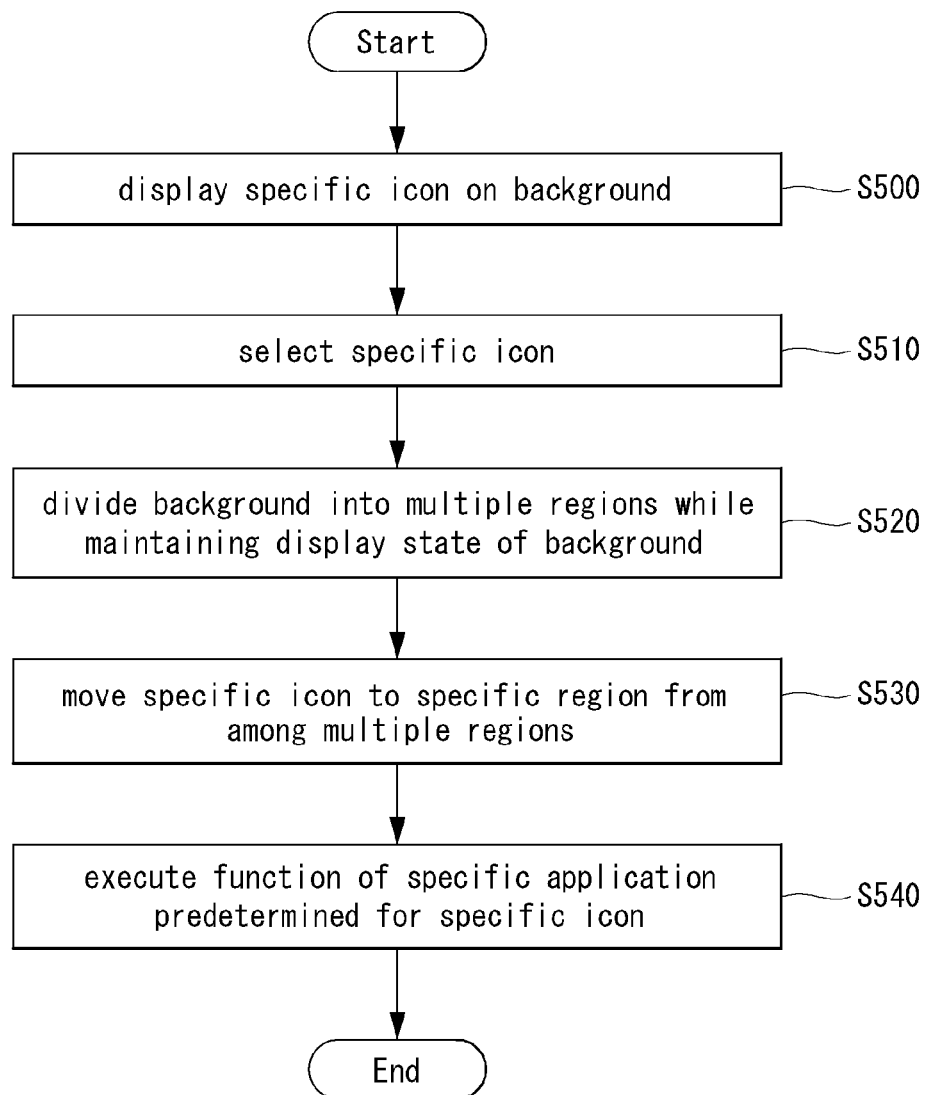 Start
display specific icon on background
S500
select specific icon
S510
divide background into multiple regions while
maintaining display state of background
S520
move specific icon to specific region from
among multiple regions
S530
execute function of specific application
predetermined for specific icon
S540
End